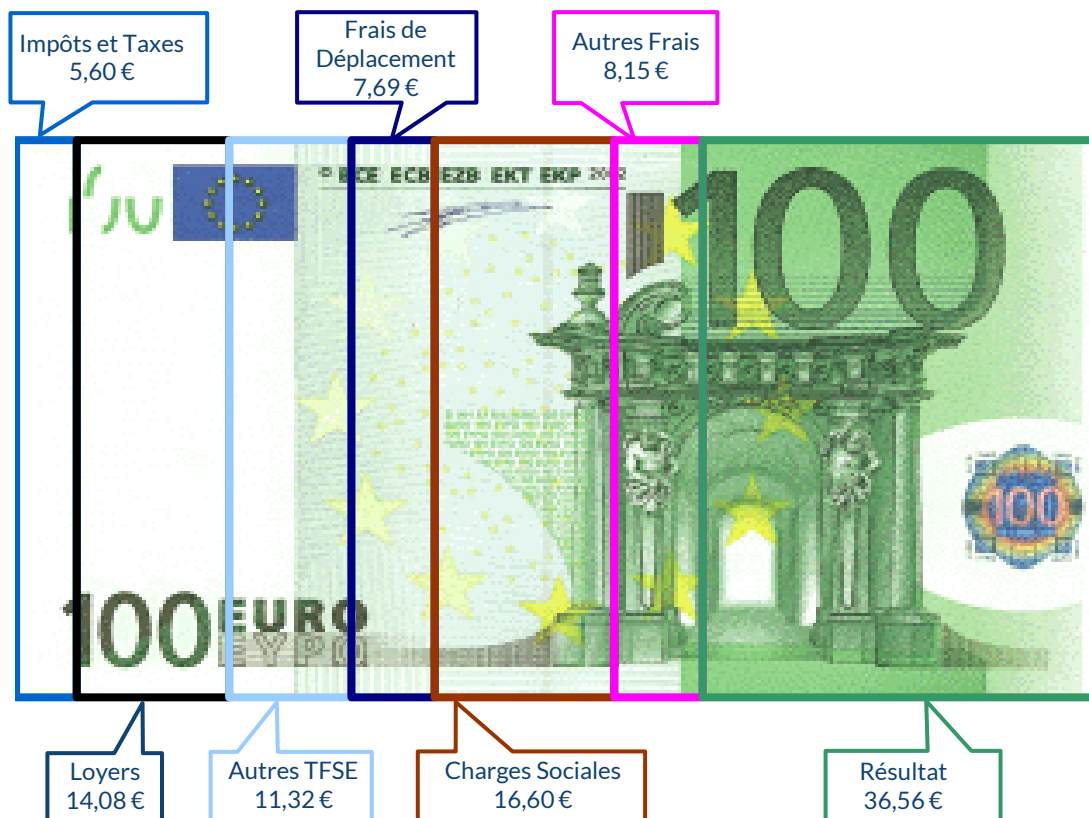 Impôts et Taxes
5,60 €
Frais de
Déplacement
7,69 €
Autres Frais
8,15 €
© BCE ECB EZB EKT EKP 2002
100
100
100 EURO
ΕΥΡΩ
Loyers
14,08 €
Autres TFSE
11,32 €
Charges Sociales
16,60 €
Résultat
36,56 €